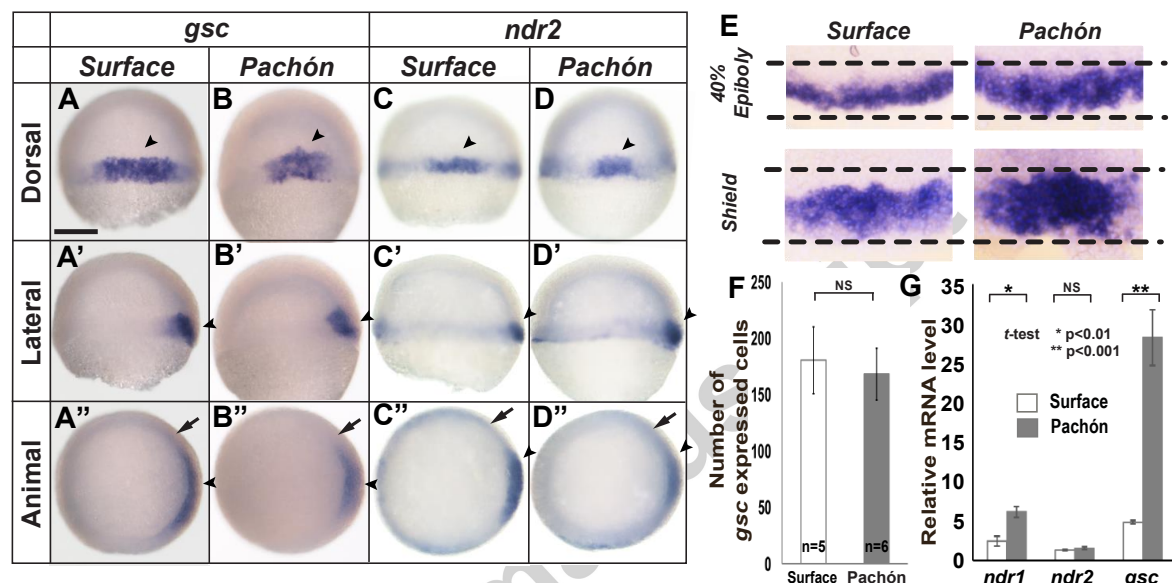 gsc
ndr2
Surface
Pachón
Surface
Pachón
Dorsal
A
B
C
D
Lateral
A'
B'
C'
D'
Animal
A''
B''
C''
D''
E
Surface
Pachón
40%
Epiboly
Shield
F
250
200
150
100
50
0
Number of
gsc expressed cells
NS
n=5
n=6
Surface
Pachón
G
35
30
25
20
15
10
5
0
Relative mRNA level
*
NS
**
t-test * p<0.01
** p<0.001
Surface
Pachón
ndr1
ndr2
gsc